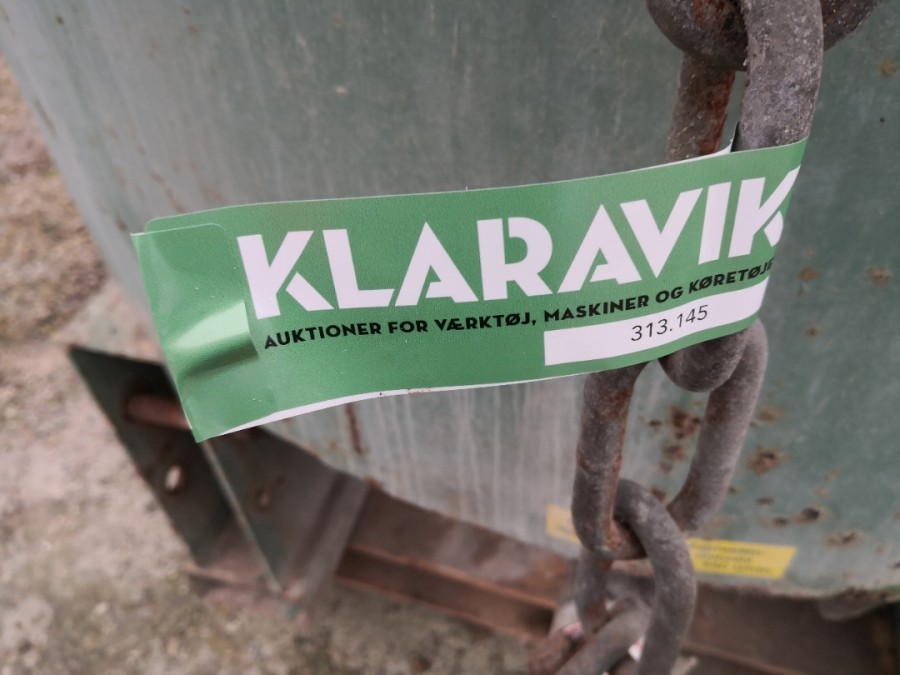 KLARAVIK
AUKTIONER FOR VÆRKTØJ, MASKINER OG KØRETØJE
313.145